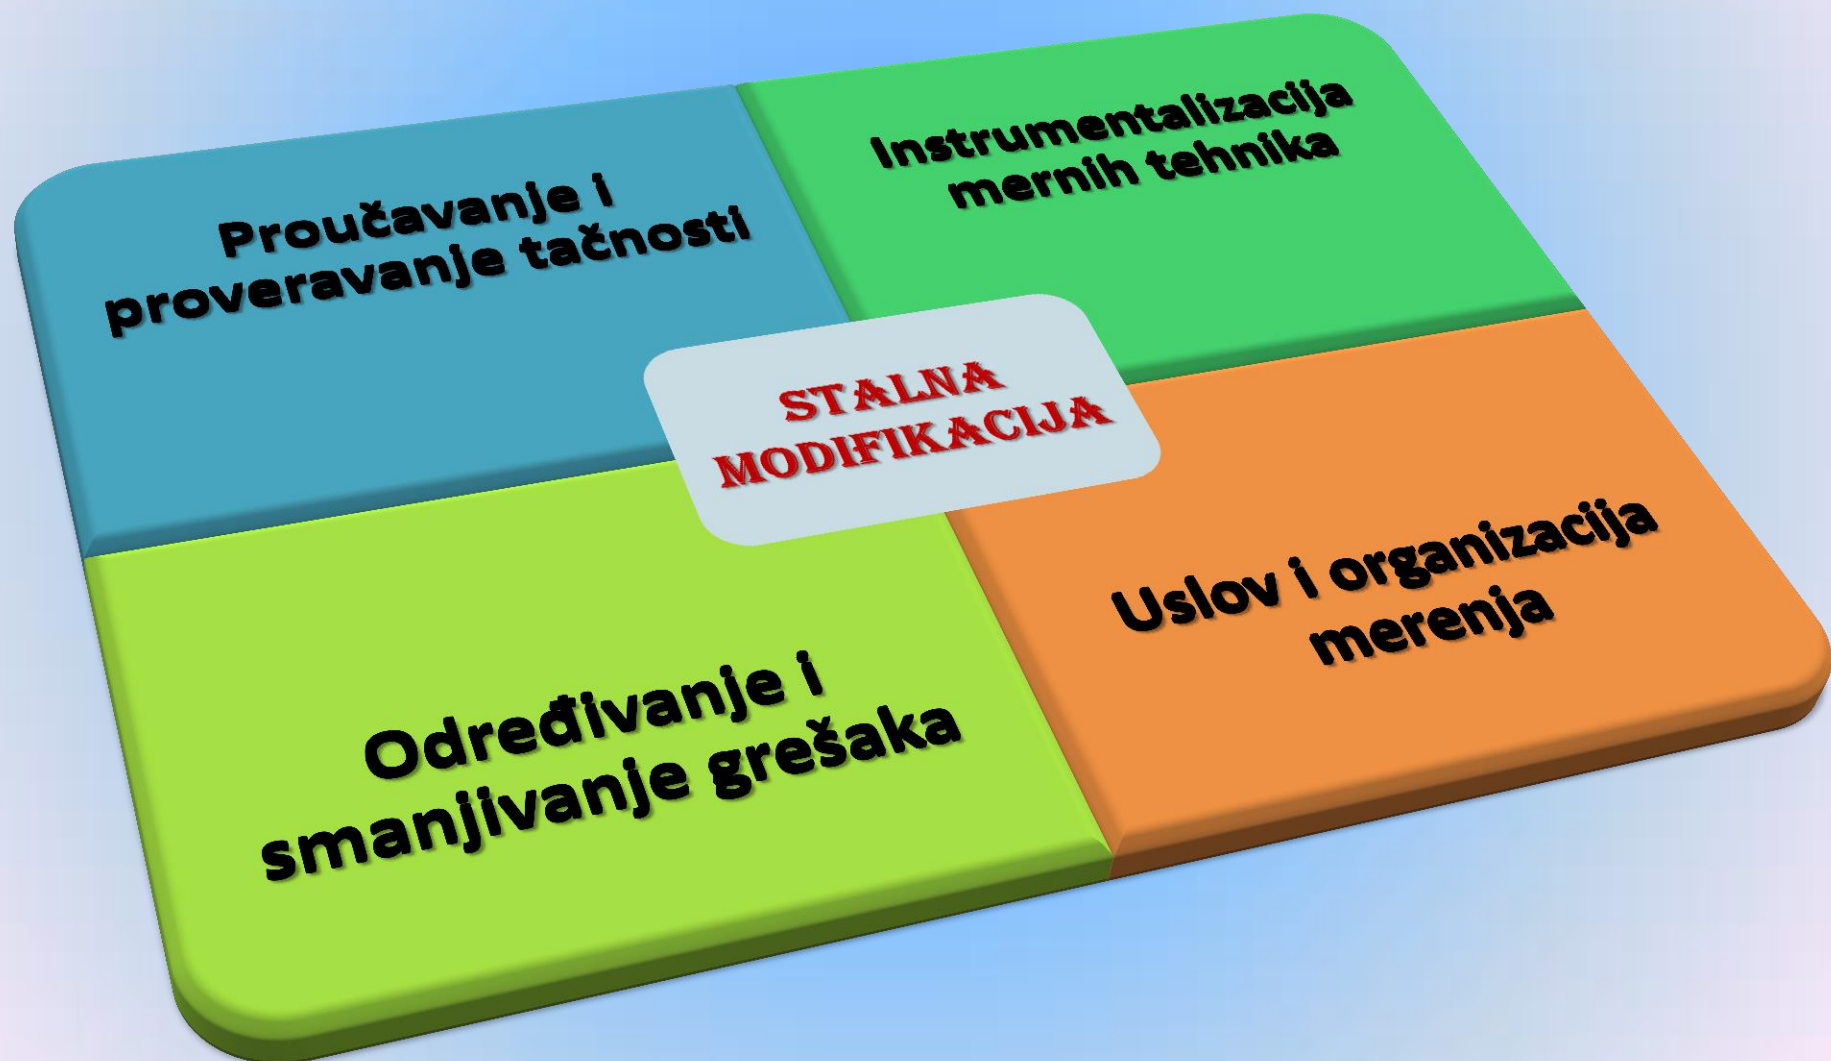 Proučavanje i
proveravanje tačnosti
Instrumentalizacija
mernih tehnika
STALNA
MODIFIKACIJA
Određivanje i
smanjivanje grešaka
Uslov i organizacija
merenja